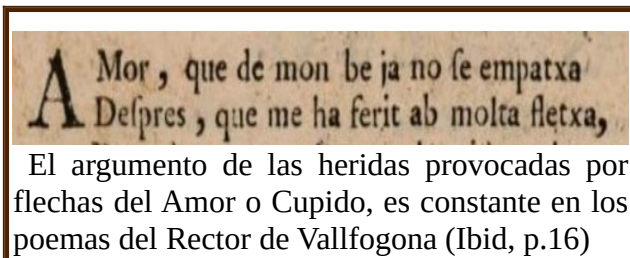 AMor, que de mon be ja no ſe empatxa
Deſpres, que me ha ferit ab molta fletxa,
El argumento de las heridas provocadas por
flechas del Amor o Cupido, es constante en los
poemas del Rector de Vallfogona (Ibid, p.16)